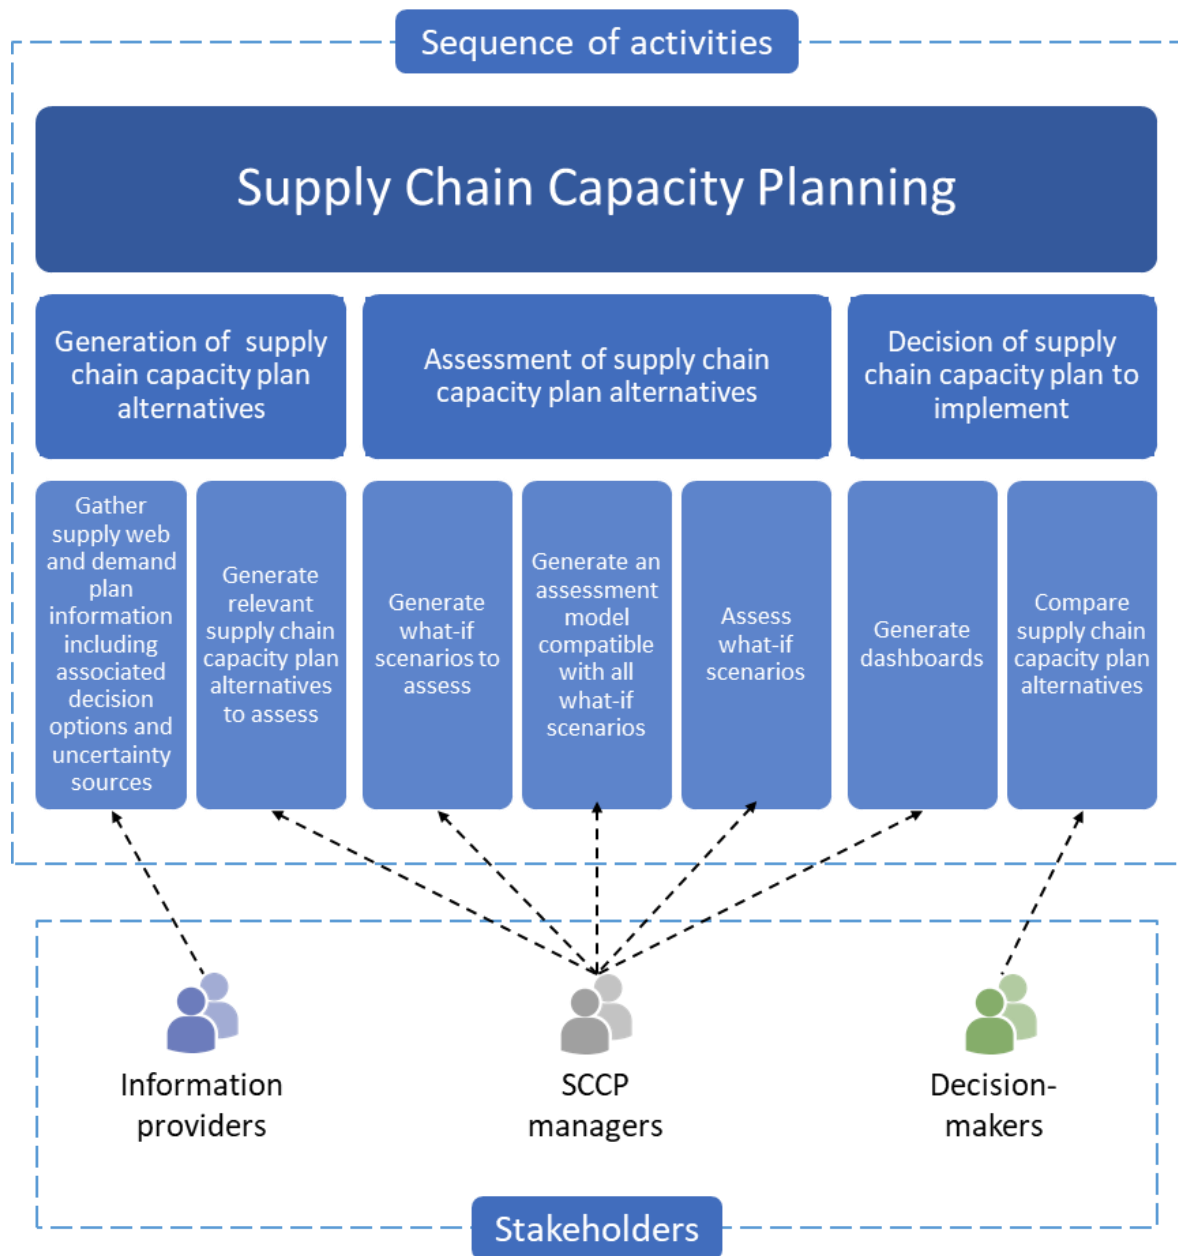 Sequence of activities
Supply Chain Capacity Planning
Generation of supply
chain capacity plan
alternatives
Assessment of supply chain
capacity plan alternatives
Decision of supply
chain capacity plan to
implement
Gather
supply web
and demand
plan
information
including
associated
decision
options and
uncertainty
sources
Generate
relevant
supply chain
capacity plan
alternatives
to assess
Generate
what-if
scenarios to
assess
Generate an
assessment
model
compatible
with all
what-if
scenarios
Assess
what-if
scenarios
Generate
dashboards
Compare
supply chain
capacity plan
alternatives
Information
providers
SCCP
managers
Decision-
makers
Stakeholders